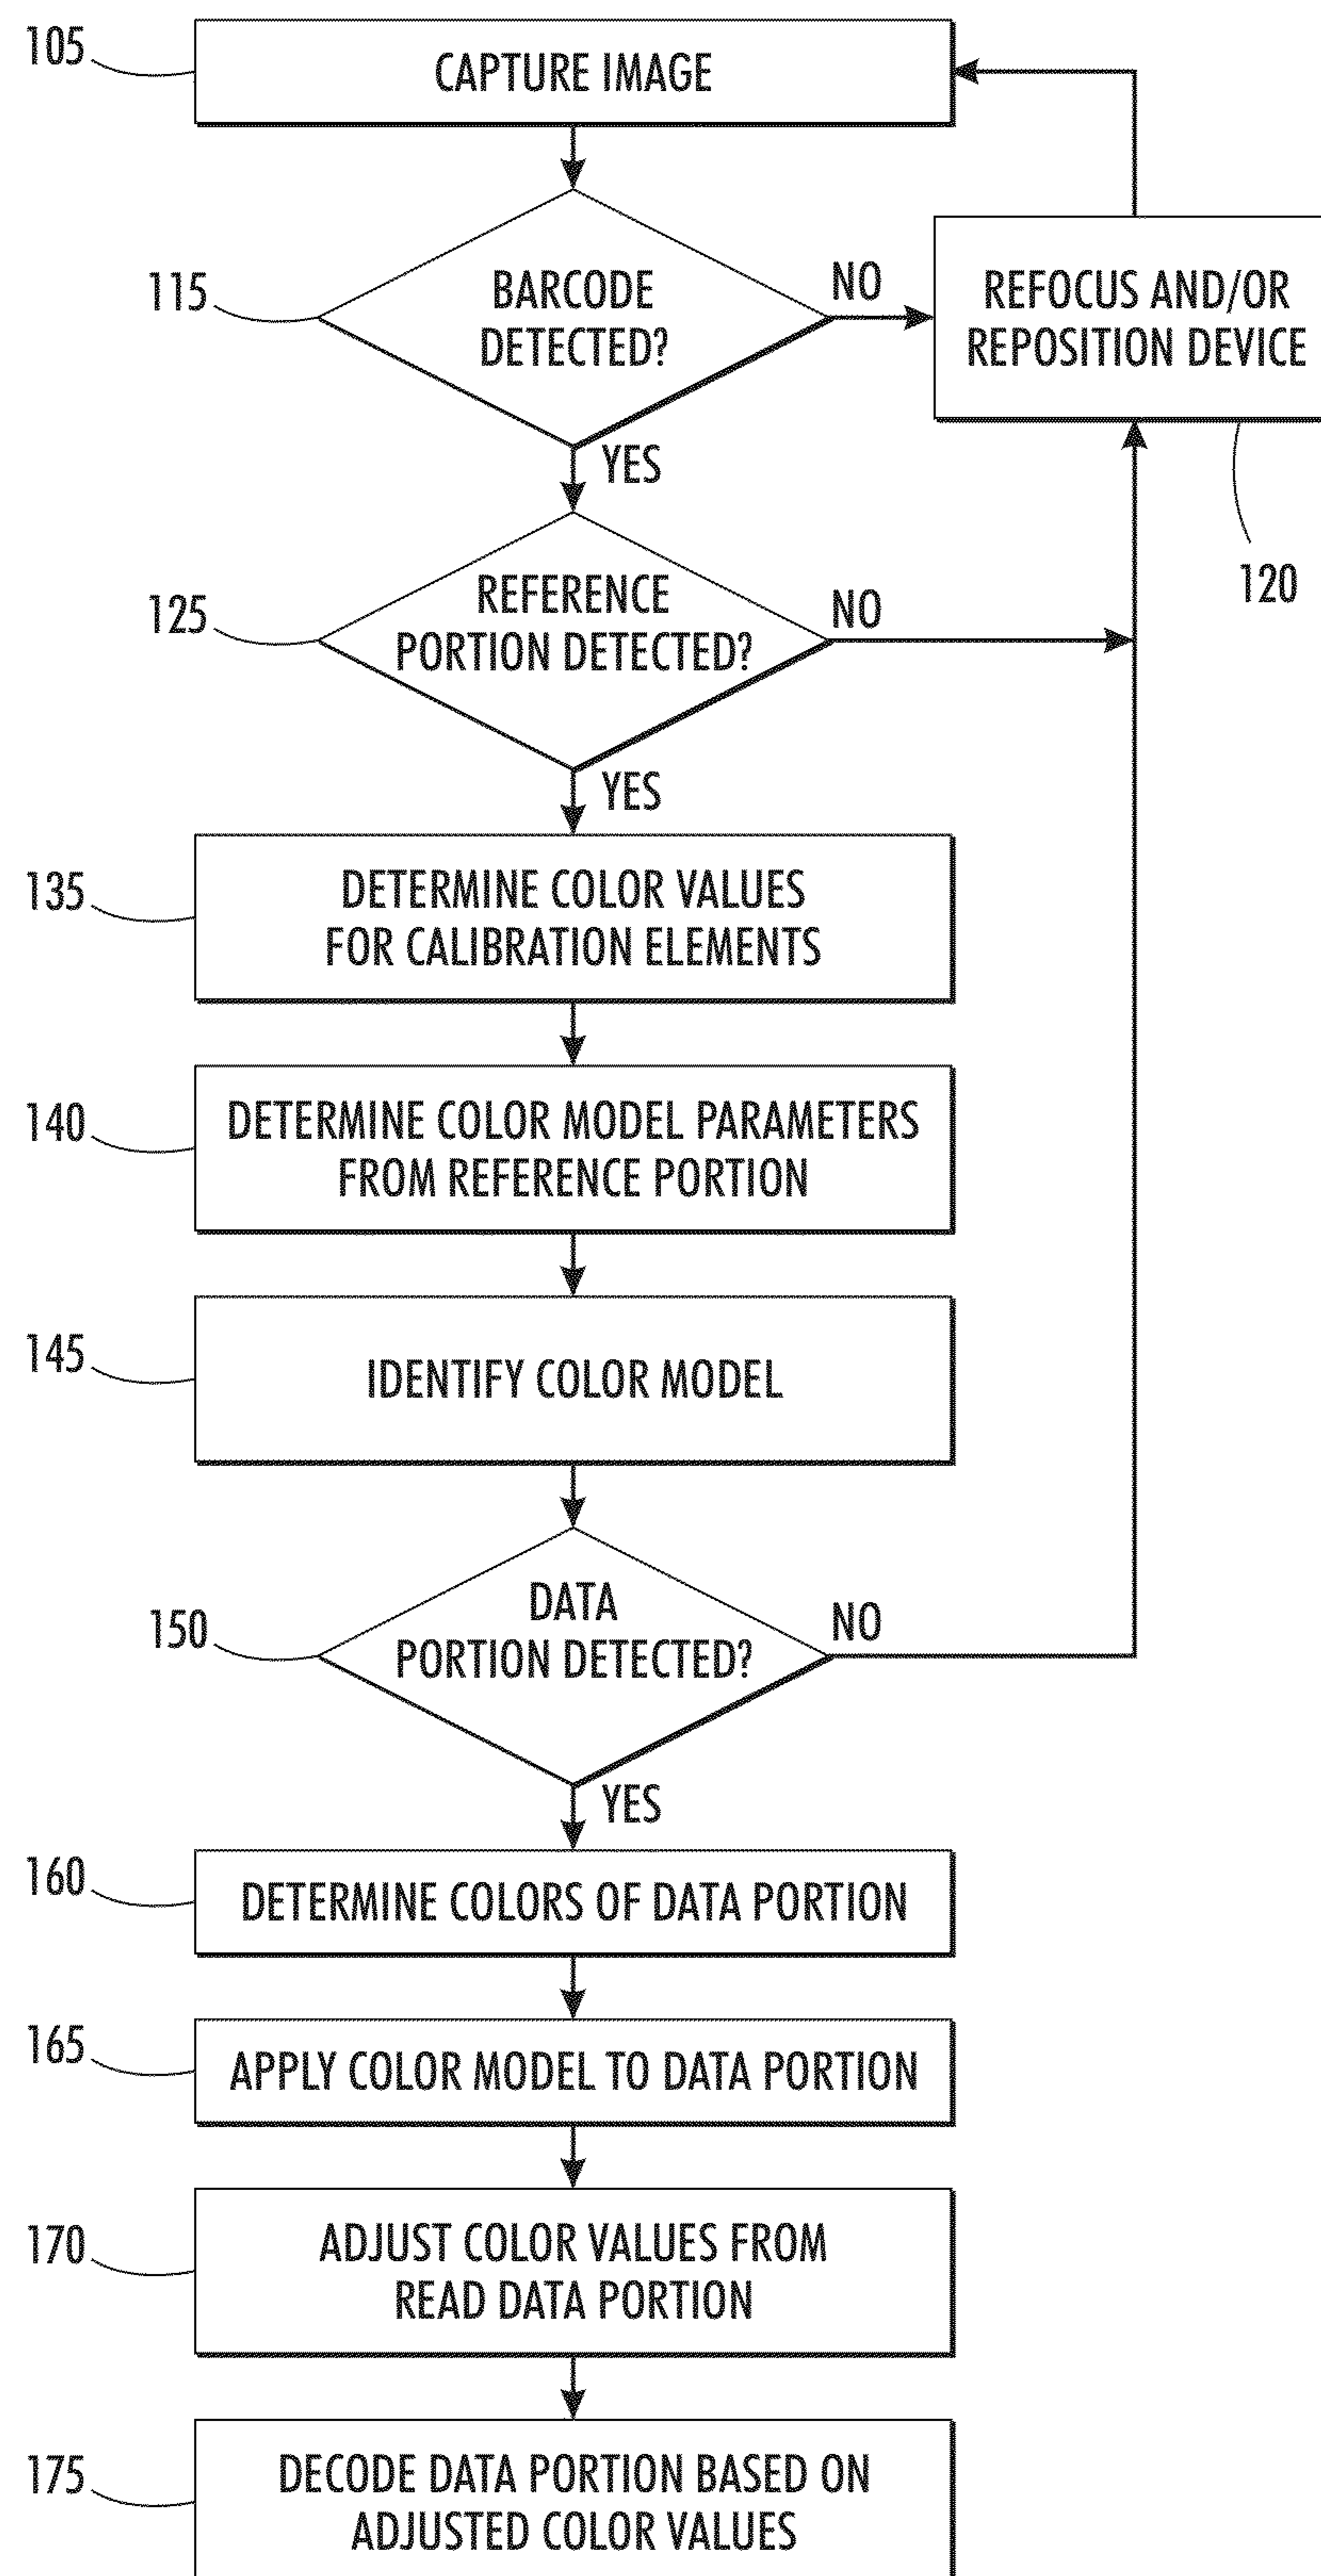 105
CAPTURE IMAGE
115
BARCODE
DETECTED?
NO
REFOCUS AND/OR
REPOSITION DEVICE
120
YES
125
REFERENCE
PORTION DETECTED?
NO
YES
135
DETERMINE COLOR VALUES
FOR CALIBRATION ELEMENTS
140
DETERMINE COLOR MODEL PARAMETERS
FROM REFERENCE PORTION
145
IDENTIFY COLOR MODEL
150
DATA
PORTION DETECTED?
NO
YES
160
DETERMINE COLORS OF DATA PORTION
165
APPLY COLOR MODEL TO DATA PORTION
170
ADJUST COLOR VALUES FROM
READ DATA PORTION
175
DECODE DATA PORTION BASED ON
ADJUSTED COLOR VALUES